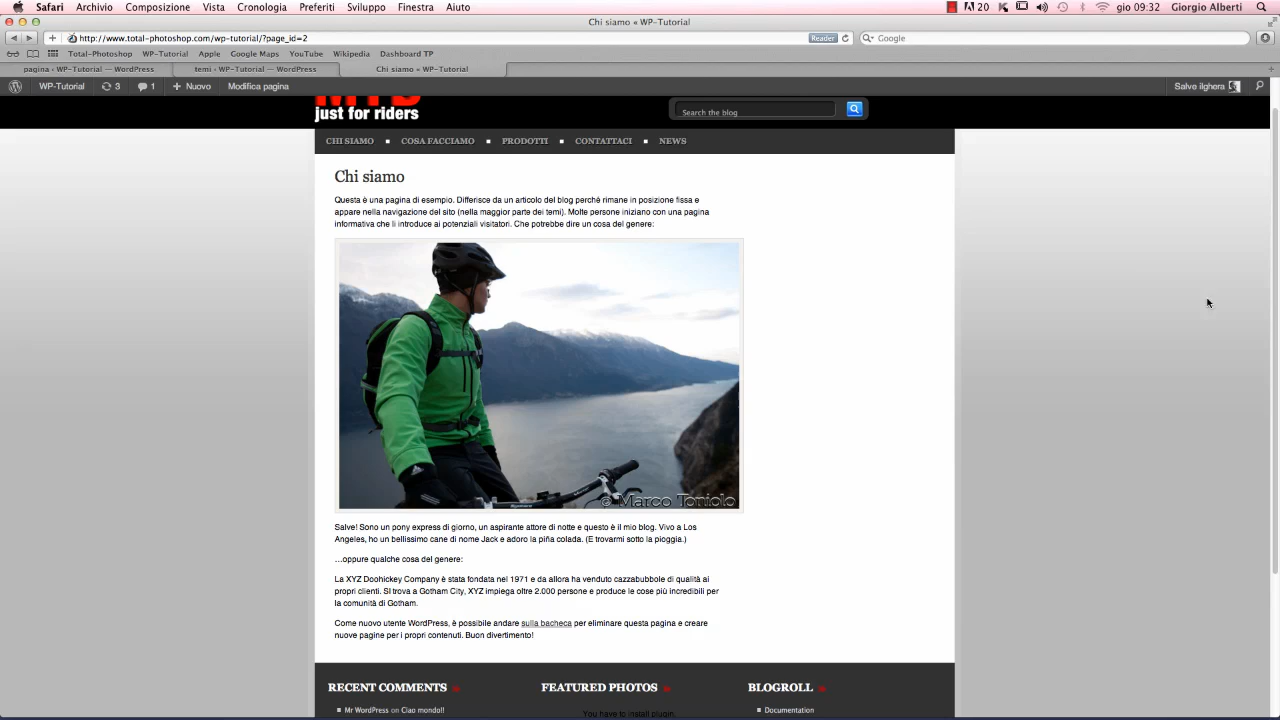 Safari Archivio Composizione Vista Cronologia Preferiti Sviluppo Finestra Aiuto 20 gio 09:32 Giorgio Alberti
Chi siamo « WP-Tutorial
http://www.total-photoshop.com/wp-tutorial/?page_id=2 Reader Google
Total-Photoshop WP-Tutorial Apple Google Maps YouTube Wikipedia Dashboard TP
pagina ‹ WP-Tutorial — WordPress temi ‹ WP-Tutorial — WordPress Chi siamo « WP-Tutorial
WP-Tutorial 3 1 Nuovo Modifica pagina Salve ilghera
just for riders
Search the blog
CHI SIAMO COSA FACCIAMO PRODOTTI CONTATTACI NEWS
Chi siamo
Questa è una pagina di esempio. Differisce da un articolo del blog perchè rimane in posizione fissa e
appare nella navigazione del sito (nella maggior parte dei temi). Molte persone iniziano con una pagina
informativa che li introduce ai potenziali visitatori. Che potrebbe dire un cosa del genere:
© Marco Toniolo
Salve! Sono un pony express di giorno, un aspirante attore di notte e questo è il mio blog. Vivo a Los
Angeles, ho un bellissimo cane di nome Jack e adoro la piña colada. (E trovarmi sotto la pioggia.)
...oppure qualche cosa del genere:
La XYZ Doohickey Company è stata fondata nel 1971 e da allora ha venduto cazzabubbole di qualità ai
propri clienti. SI trova a Gotham City, XYZ impiega oltre 2.000 persone e produce le cose più incredibili per
la comunità di Gotham.
Come nuovo utente WordPress, è possibile andare sulla bacheca per eliminare questa pagina e creare
nuove pagine per i propri contenuti. Buon divertimento!
RECENT COMMENTS FEATURED PHOTOS BLOGROLL
Mr WordPress on Ciao mondo!! You have to install plugin. Documentation